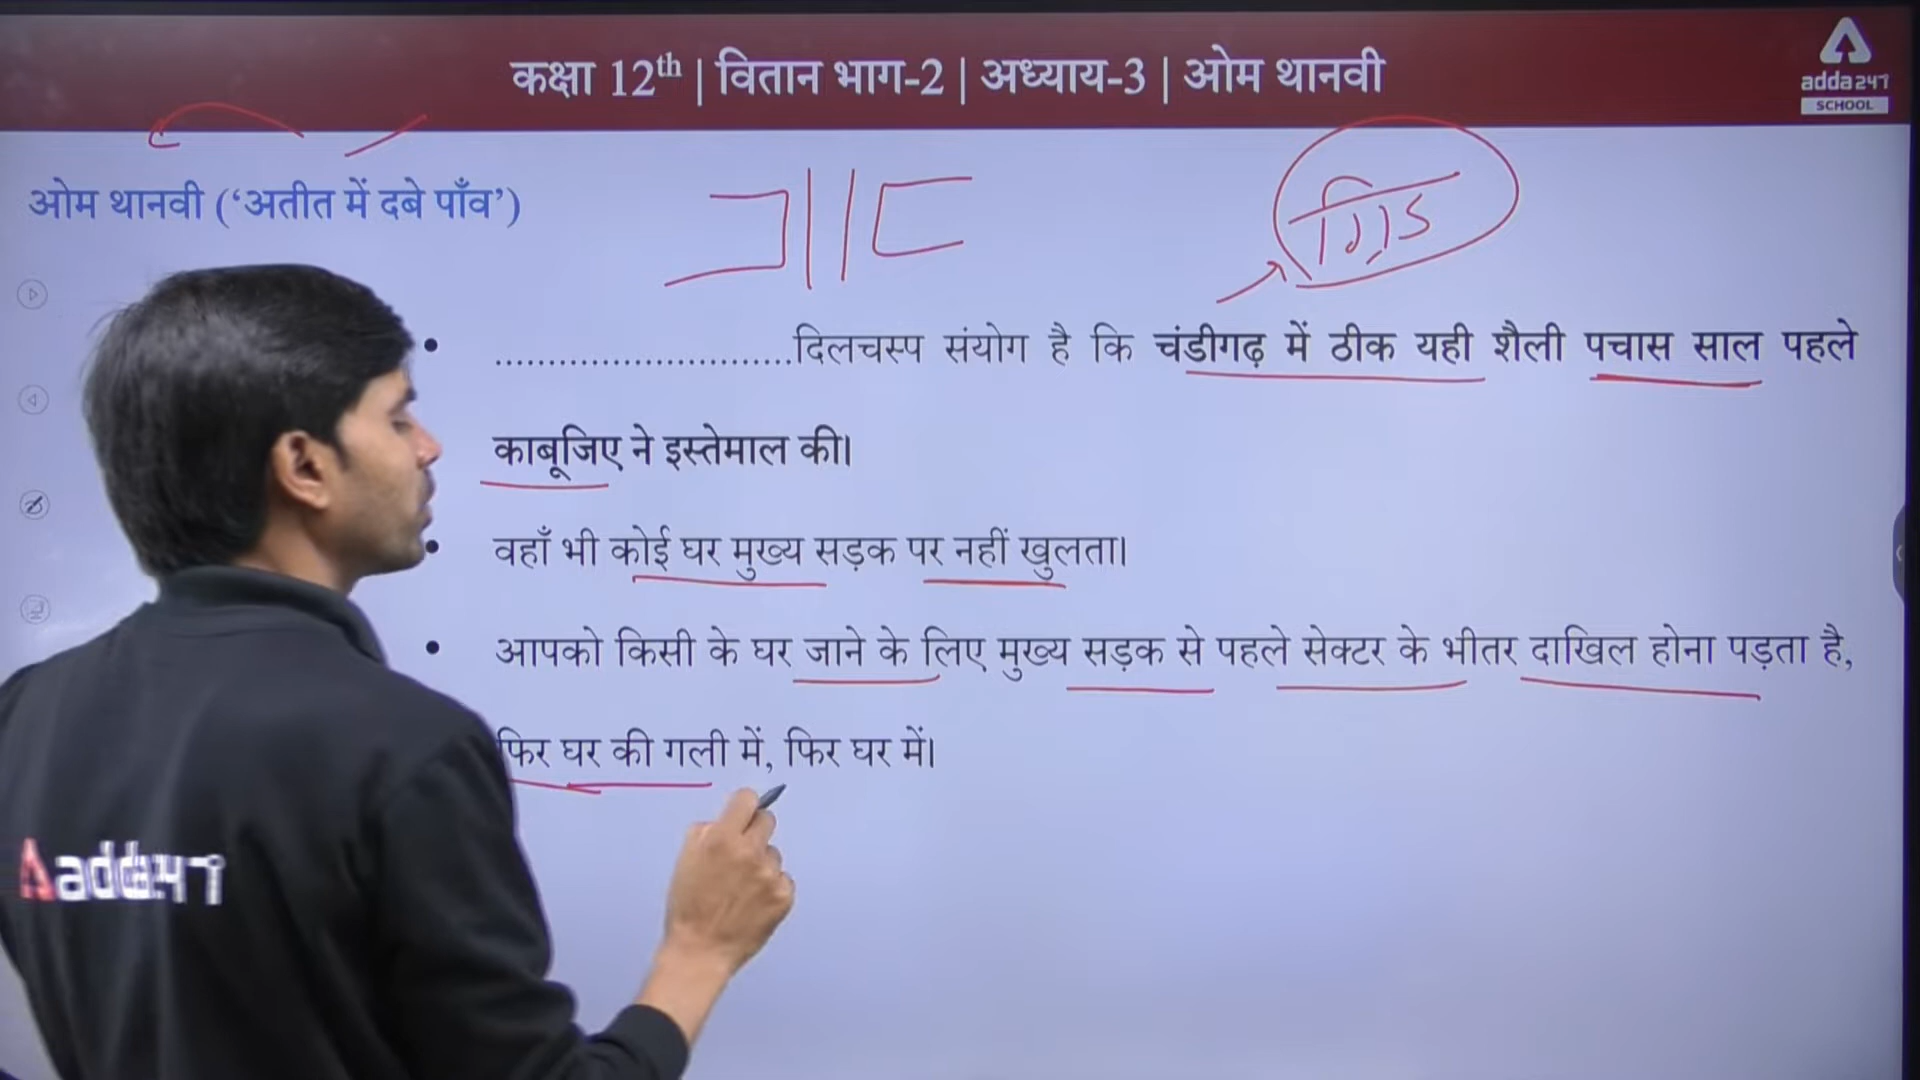 कक्षा 12th | वितान भाग-2 | अध्याय-3 | ओम थानवी
adda247
SCHOOL
ओम थानवी (‘अतीत में दबे पाँव’)
ग्रिड
• ...........................दिलचस्प संयोग है कि चंडीगढ़ में ठीक यही शैली पचास साल पहले
काबूजिए ने इस्तेमाल की।
• वहाँ भी कोई घर मुख्य सड़क पर नहीं खुलता।
• आपको किसी के घर जाने के लिए मुख्य सड़क से पहले सेक्टर के भीतर दाखिल होना पड़ता है,
फिर घर की गली में, फिर घर में।
adda247